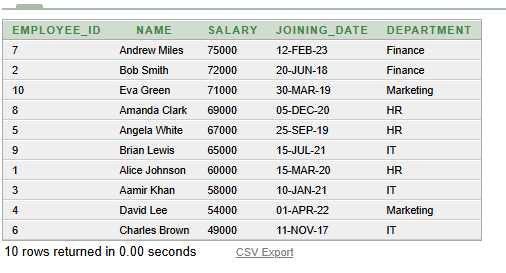 EMPLOYEE_ID NAME SALARY JOINING_DATE DEPARTMENT
7 Andrew Miles 75000 12-FEB-23 Finance
2 Bob Smith 72000 20-JUN-18 Finance
10 Eva Green 71000 30-MAR-19 Marketing
8 Amanda Clark 69000 05-DEC-20 HR
5 Angela White 67000 25-SEP-19 HR
9 Brian Lewis 65000 15-JUL-21 IT
1 Alice Johnson 60000 15-MAR-20 HR
3 Aamir Khan 58000 10-JAN-21 IT
4 David Lee 54000 01-APR-22 Marketing
6 Charles Brown 49000 11-NOV-17 IT
10 rows returned in 0.00 seconds CSV Export